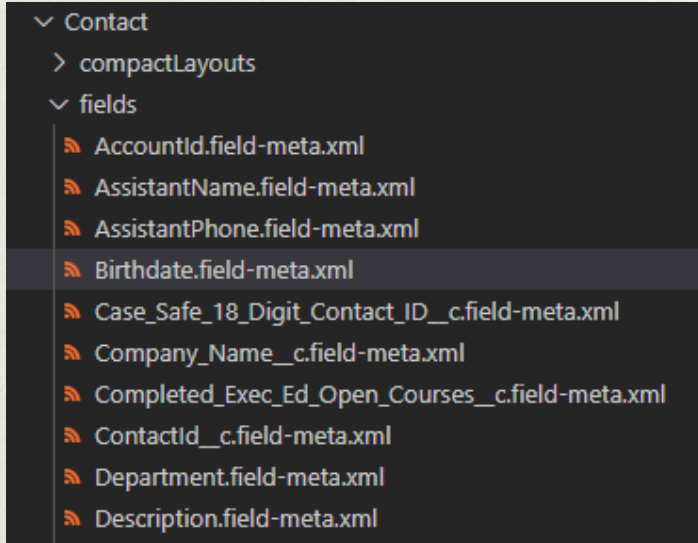 Contact
compactLayouts
fields
AccountId.field-meta.xml
AssistantName.field-meta.xml
AssistantPhone.field-meta.xml
Birthdate.field-meta.xml
Case_Safe_18_Digit_Contact_ID__c.field-meta.xml
Company_Name__c.field-meta.xml
Completed_Exec_Ed_Open_Courses__c.field-meta.xml
ContactId__c.field-meta.xml
Department.field-meta.xml
Description.field-meta.xml